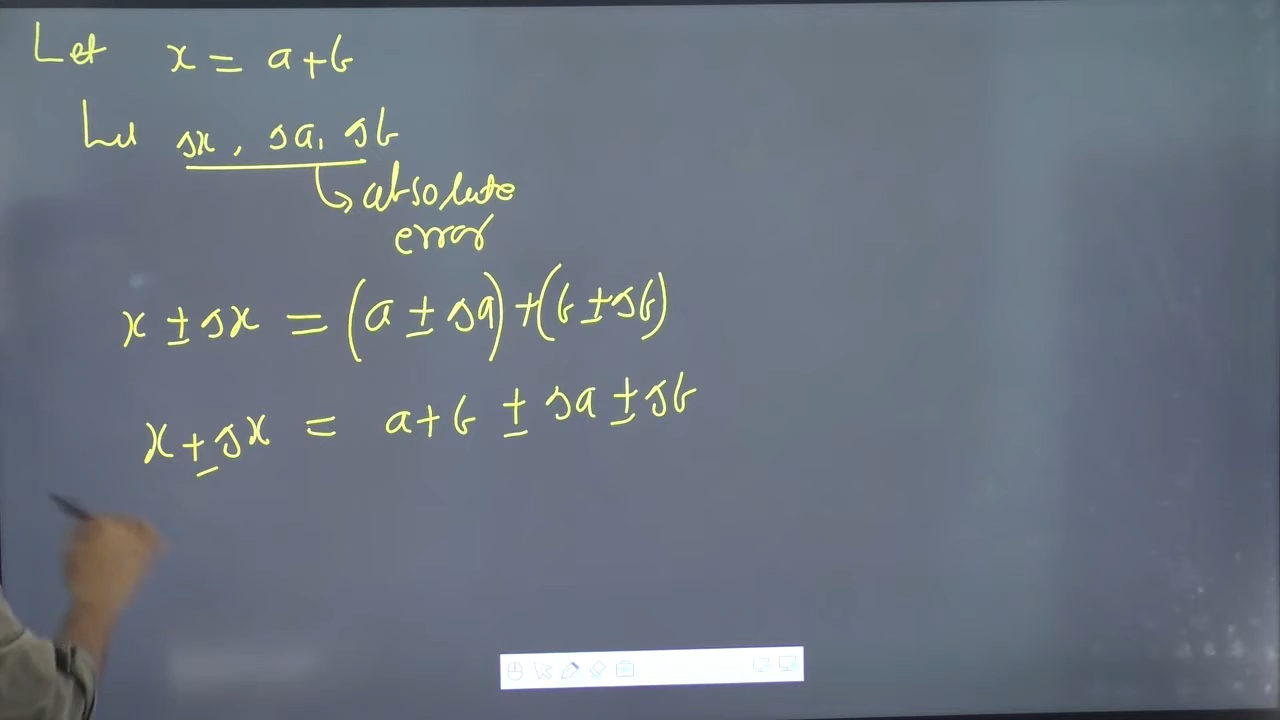 Let x = a+b
Let δx, δa, δb
↳ absolute
error
x ± δx = (a ± δa) + (b ± δb)
x ± δx = a+b ± δa ± δb